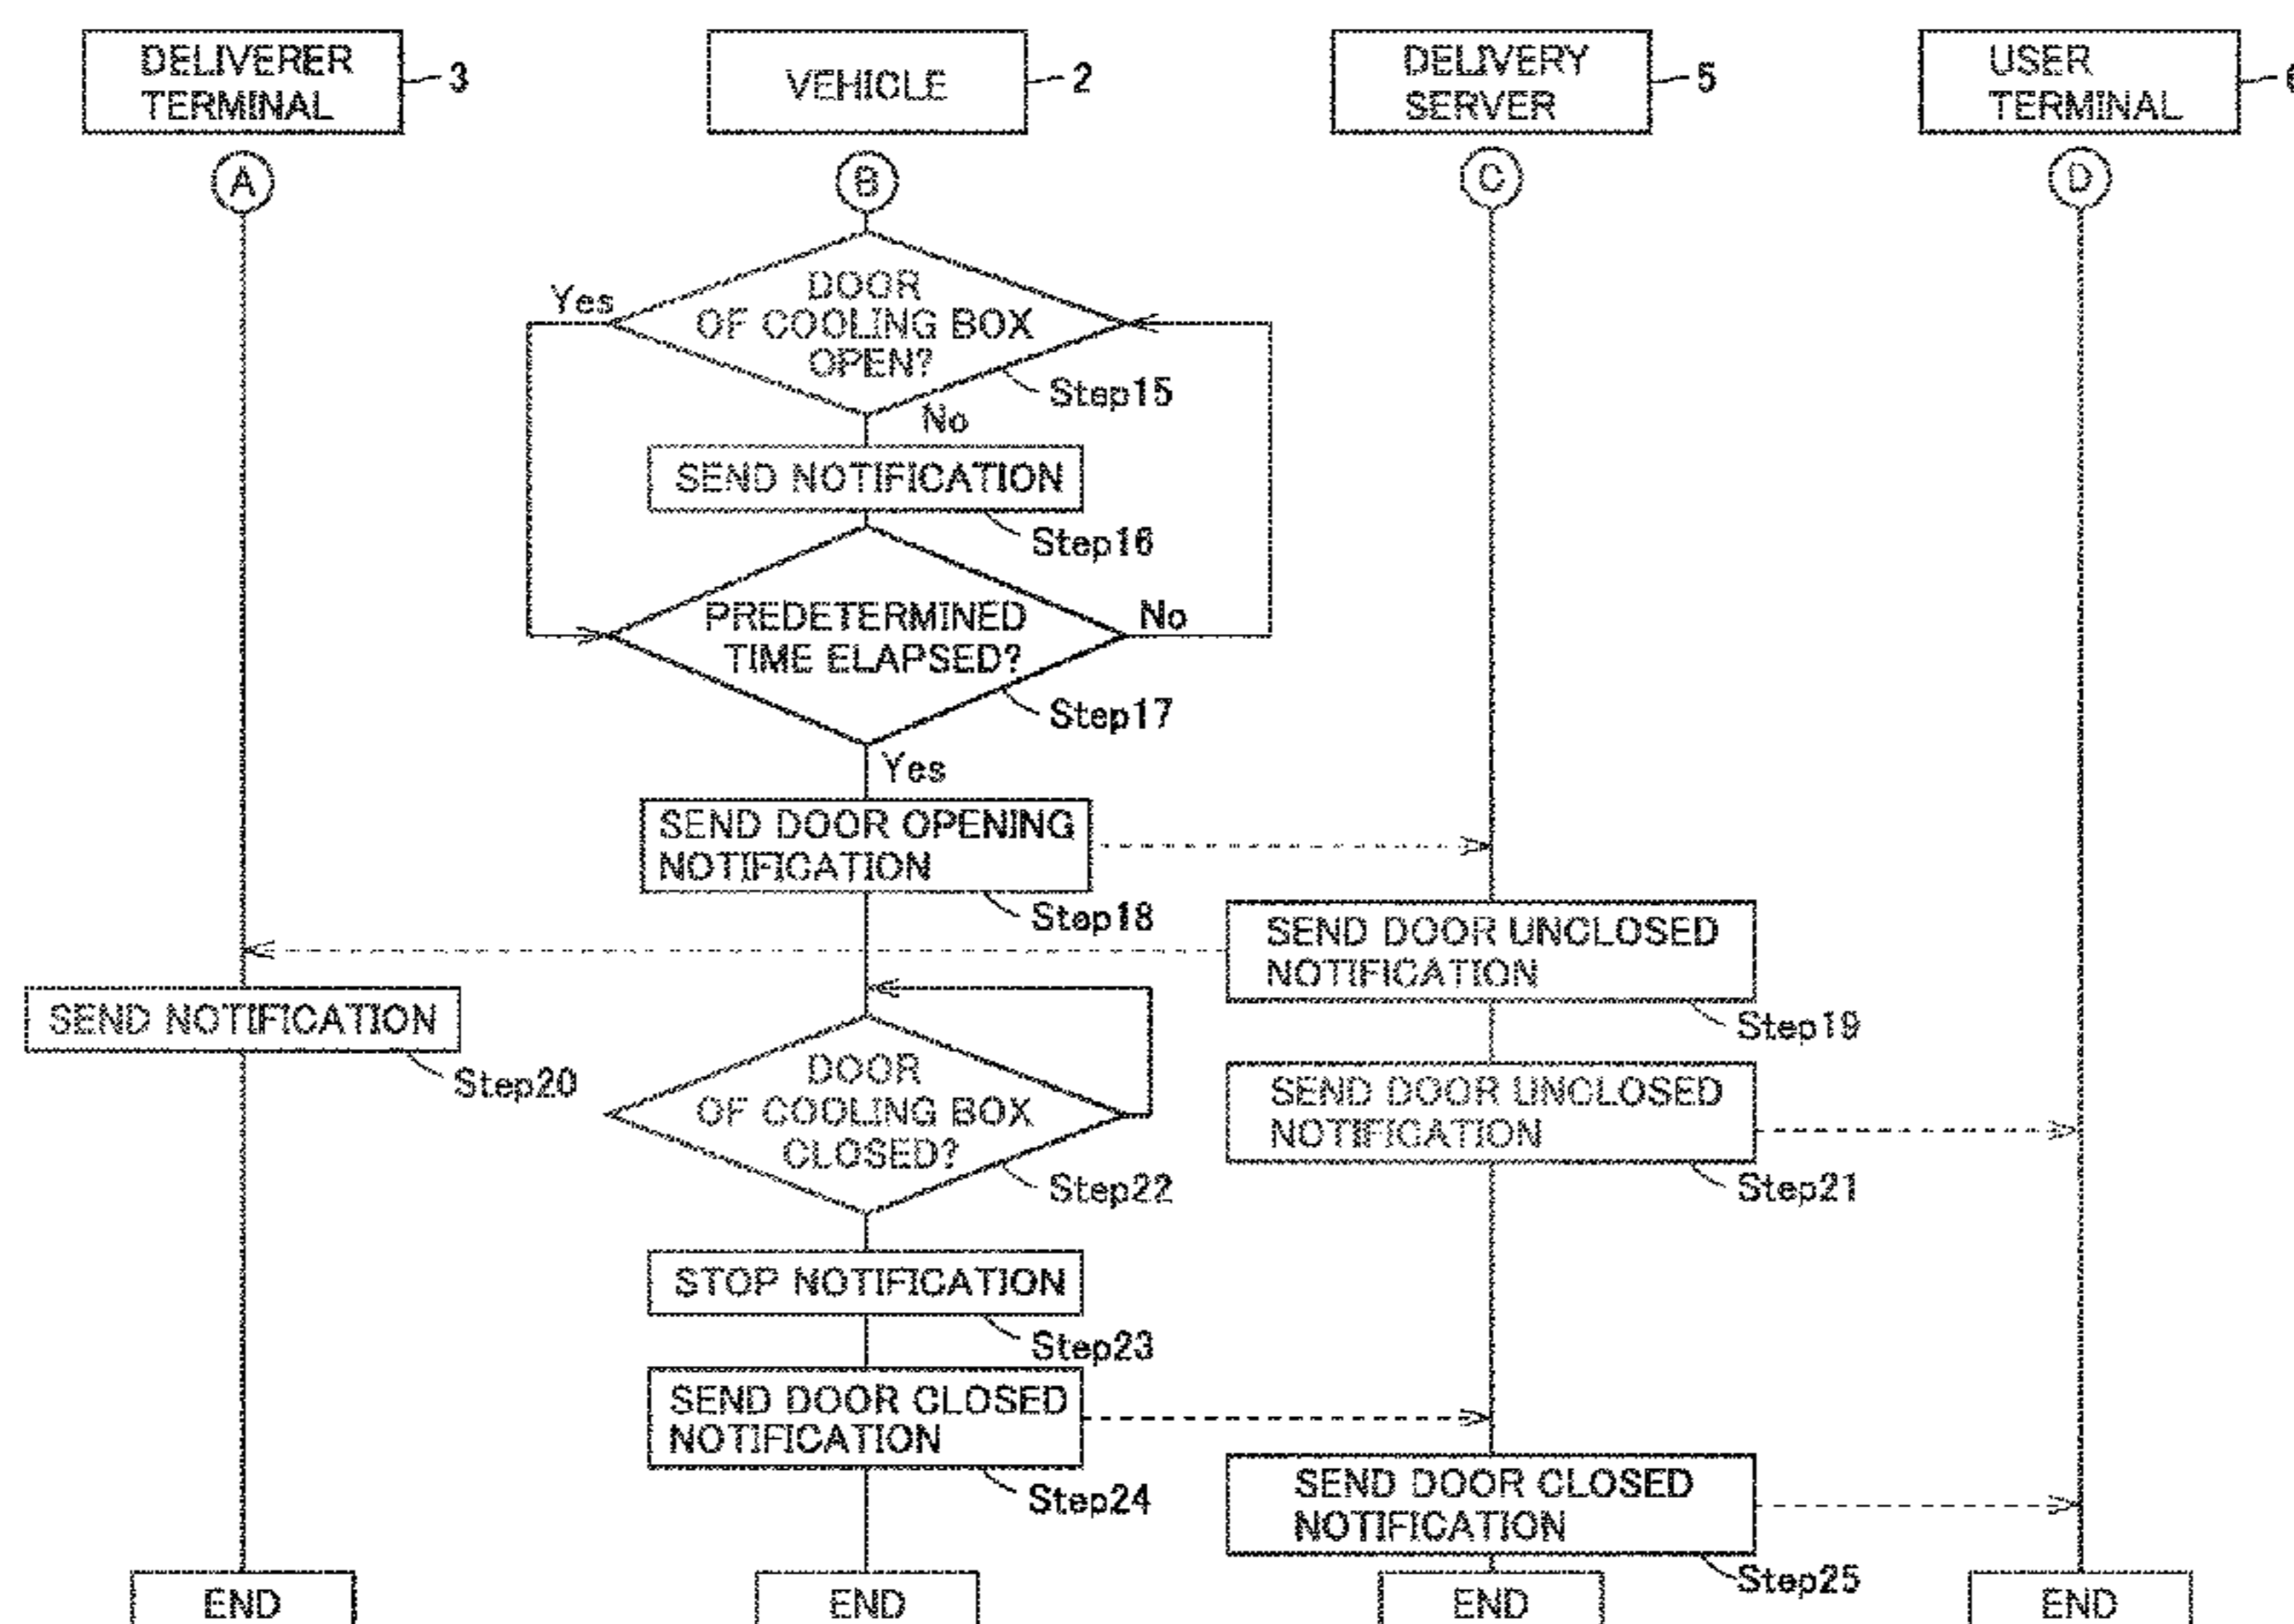 DELIVERER
TERMINAL
3
VEHICLE
2
DELIVERY
SERVER
5
USER
TERMINAL
A
B
C
D
DOOR
OF COOLING BOX
OPEN?
Yes
Step15
No
SEND NOTIFICATION
Step16
PREDETERMINED
TIME ELAPSED?
No
Step17
Yes
SEND DOOR OPENING
NOTIFICATION
Step18
SEND DOOR UNCLOSED
NOTIFICATION
Step19
SEND NOTIFICATION
Step20
DOOR
OF COOLING BOX
CLOSED?
Step22
SEND DOOR UNCLOSED
NOTIFICATION
Step21
STOP NOTIFICATION
Step23
SEND DOOR CLOSED
NOTIFICATION
Step24
SEND DOOR CLOSED
NOTIFICATION
Step25
END
END
END
END